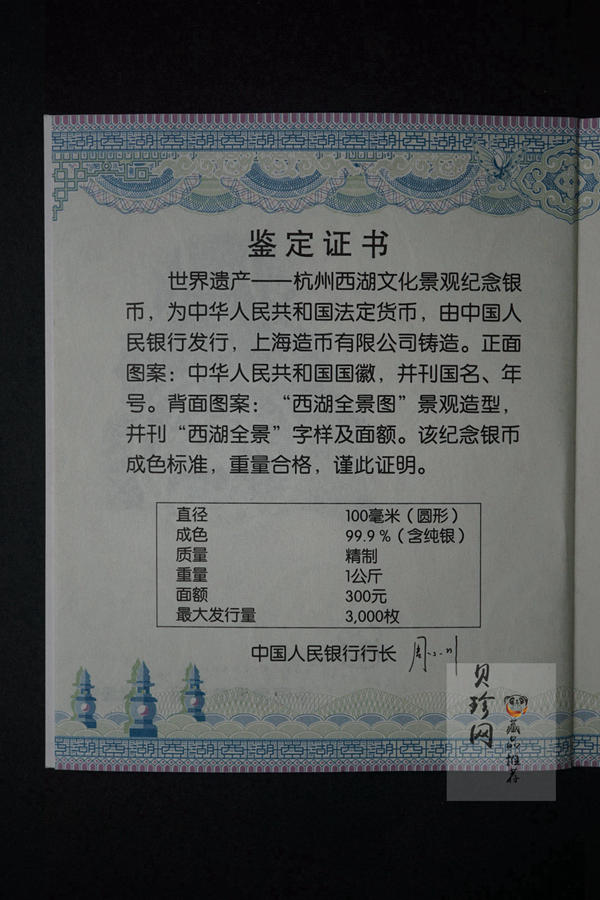 鉴定证书
世界遗产——杭州西湖文化景观纪念银
币，为中华人民共和国法定货币，由中国人
民银行发行，上海造币有限公司铸造。正面
图案：中华人民共和国国徽，并刊国名、年
号。背面图案：“西湖全景图”景观造型，
并刊“西湖全景”字样及面额。该纪念银币
成色标准，重量合格，谨此证明。
直径 100毫米（圆形）
成色 99.9％（含纯银）
质量 精制
重量 1公斤
面额 300元
最大发行量 3,000枚
中国人民银行行长 周小川
贝珍网
藏品推荐